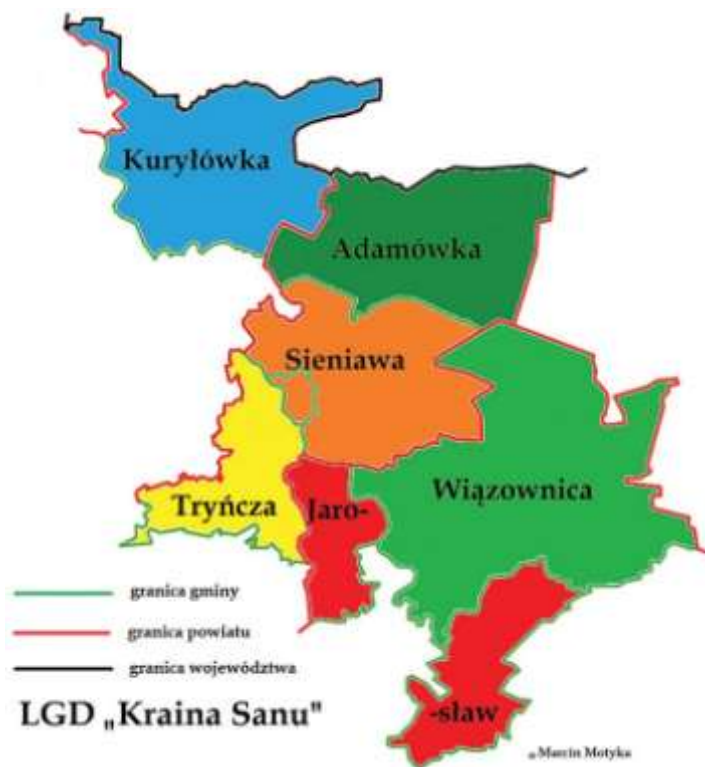 Kuryłówka
Adamówka
Sieniawa
Wiązownica
Tryńcza
Jaro-
granica gminy
granica powiatu
granica województwa
LGD „Kraina Sanu"
-sław
Marcin Motyka